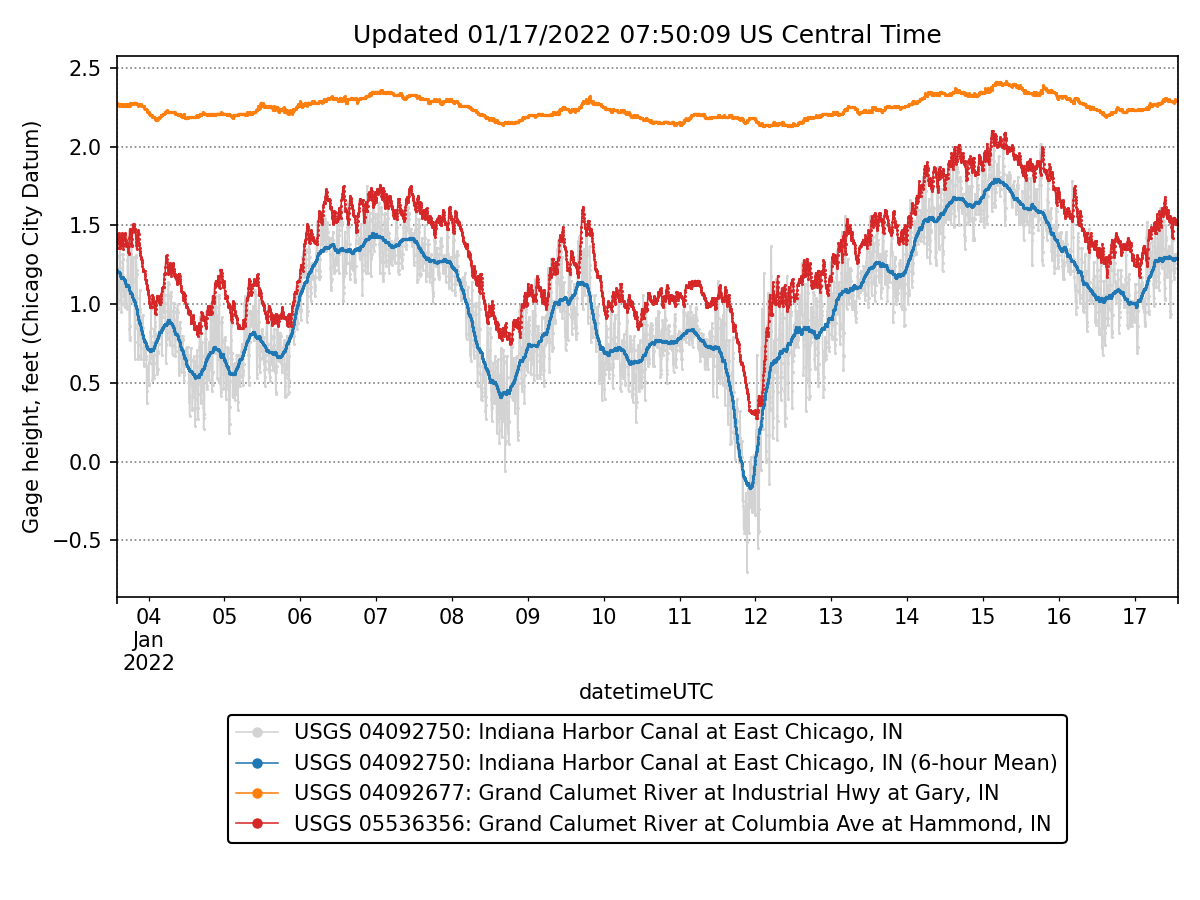 Updated 01/17/2022 07:50:09 US Central Time
Gage height, feet (Chicago City Datum)
2.5
2.0
1.5
1.0
0.5
0.0
−0.5
04 05 06 07 08 09 10 11 12 13 14 15 16 17
Jan
2022
datetimeUTC
USGS 04092750: Indiana Harbor Canal at East Chicago, IN
USGS 04092750: Indiana Harbor Canal at East Chicago, IN (6-hour Mean)
USGS 04092677: Grand Calumet River at Industrial Hwy at Gary, IN
USGS 05536356: Grand Calumet River at Columbia Ave at Hammond, IN